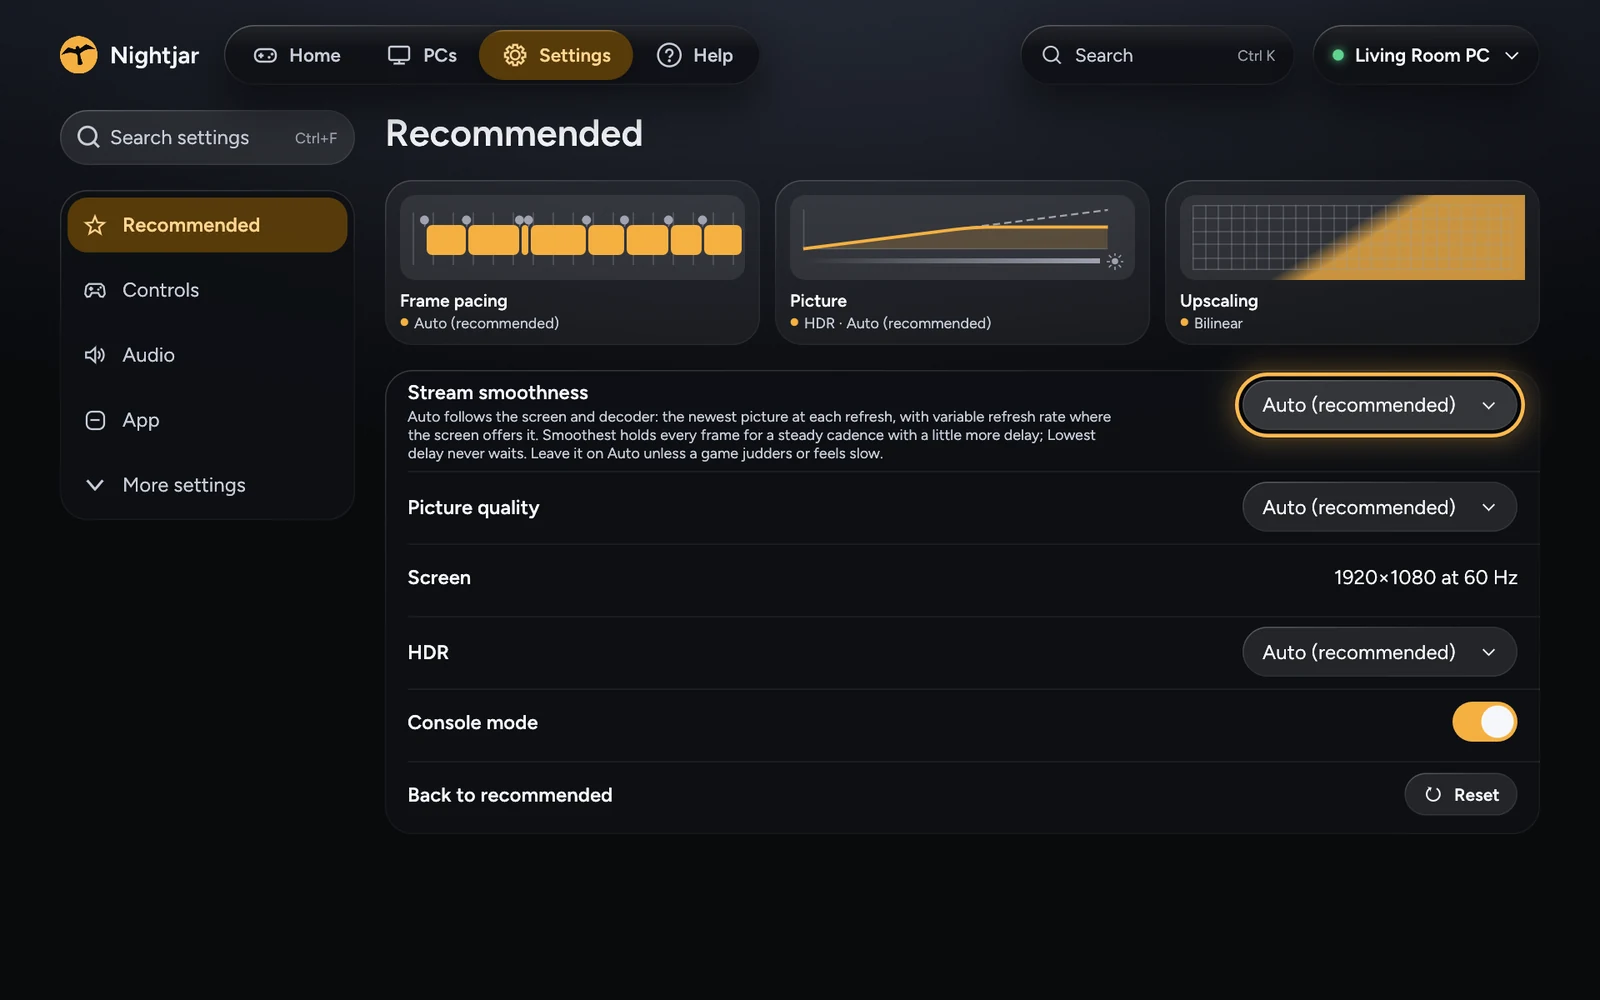 Nightjar
Home
PCs
Settings
Help
Search
Ctrl K
Living Room PC
Search settings
Ctrl+F
Recommended
Controls
Audio
App
More settings
Recommended
Frame pacing
Auto (recommended)
Picture
HDR · Auto (recommended)
Upscaling
Bilinear
Stream smoothness
Auto follows the screen and decoder: the newest picture at each refresh, with variable refresh rate where
the screen offers it. Smoothest holds every frame for a steady cadence with a little more delay; Lowest
delay never waits. Leave it on Auto unless a game judders or feels slow.
Auto (recommended)
Picture quality
Auto (recommended)
Screen
1920×1080 at 60 Hz
HDR
Auto (recommended)
Console mode
Back to recommended
Reset